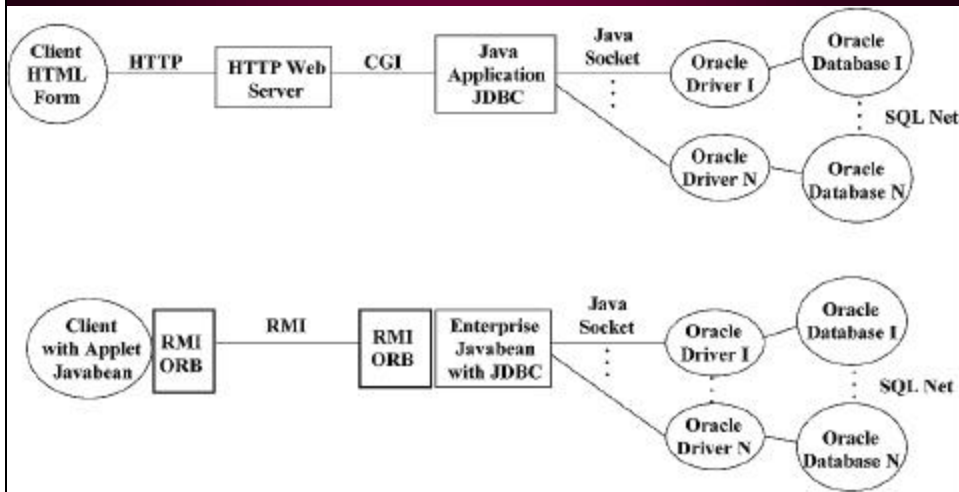 Client
HTML
Form
HTTP
HTTP Web
Server
CGI
Java
Application
JDBC
Java
Socket
Oracle
Driver I
Oracle
Database I
SQL Net
Oracle
Driver N
Oracle
Database N
Client
with Applet
Javabean
RMI
ORB
RMI
RMI
ORB
Enterprise
Javabean
with JDBC
Java
Socket
Oracle
Driver I
Oracle
Database I
SQL Net
Oracle
Driver N
Oracle
Database N